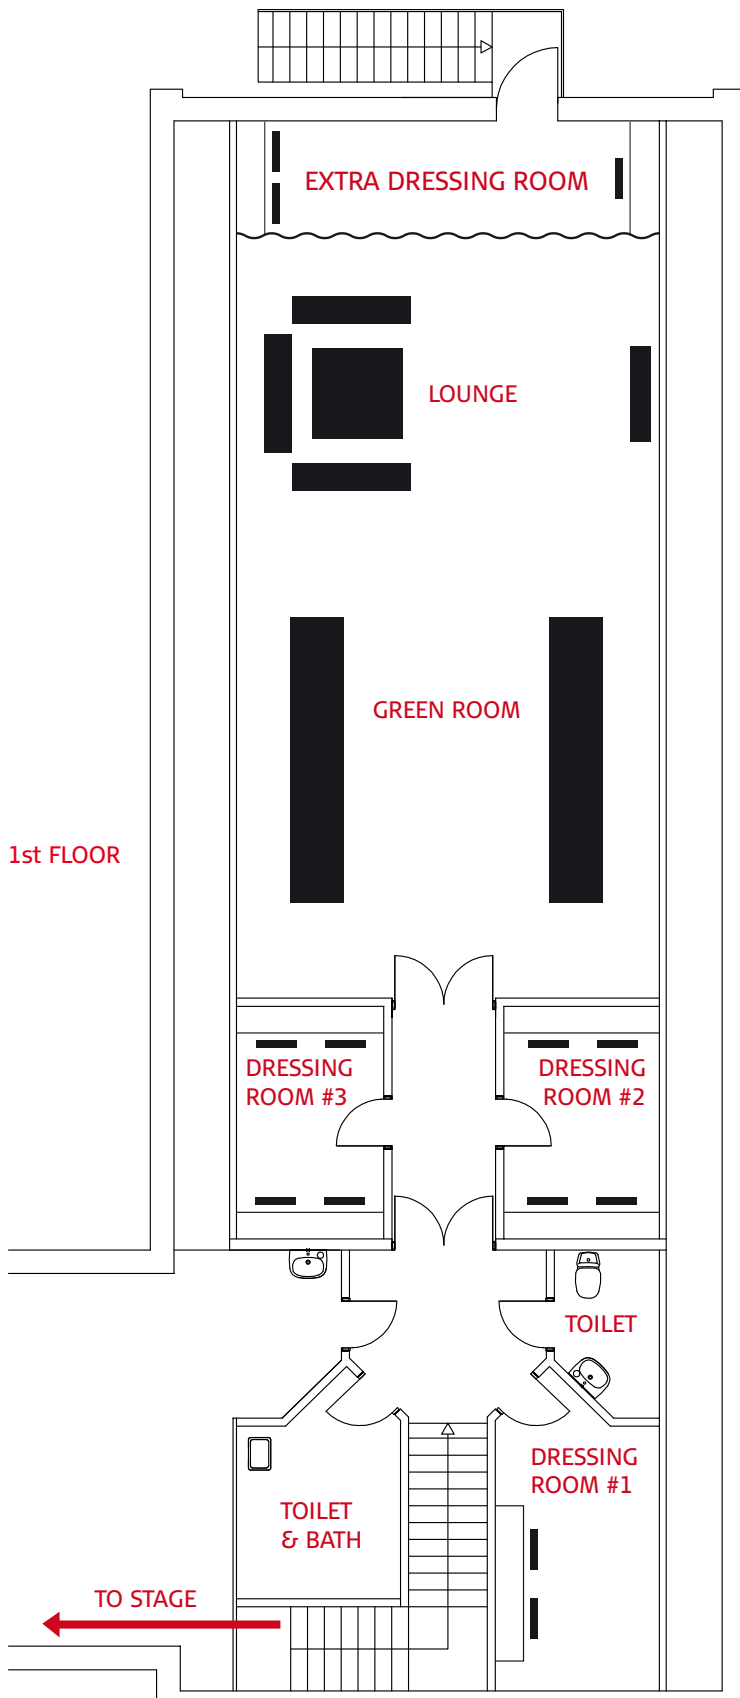 EXTRA DRESSING ROOM
LOUNGE
GREEN ROOM
1st FLOOR
DRESSING
ROOM #3
DRESSING
ROOM #2
TOILET
DRESSING
ROOM #1
TOILET
& BATH
TO STAGE